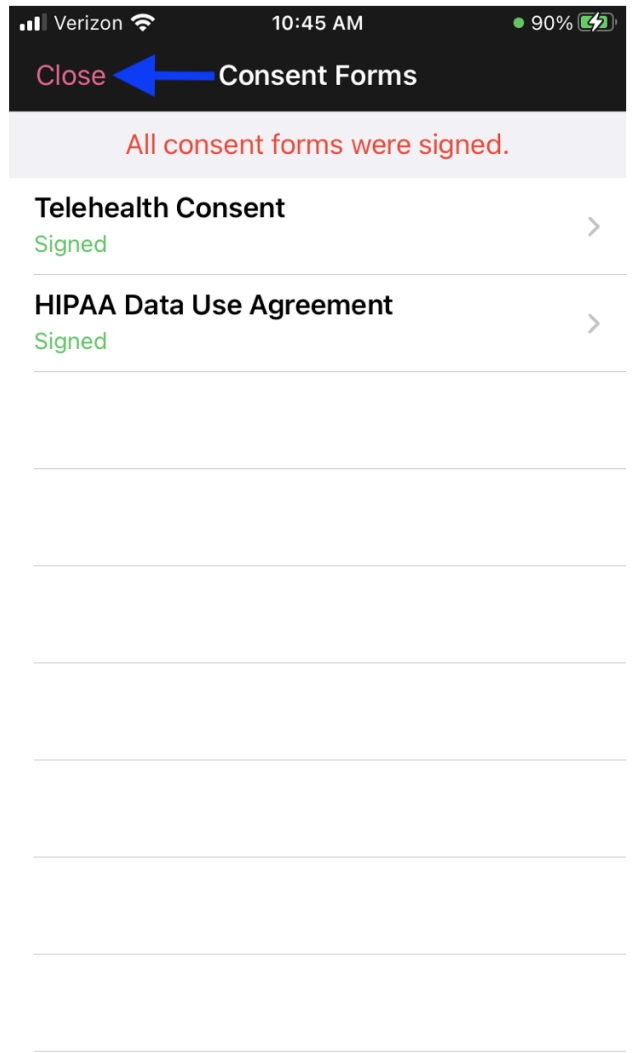 Verizon 10:45 AM 90%
Close Consent Forms
All consent forms were signed.
Telehealth Consent
Signed
HIPAA Data Use Agreement
Signed